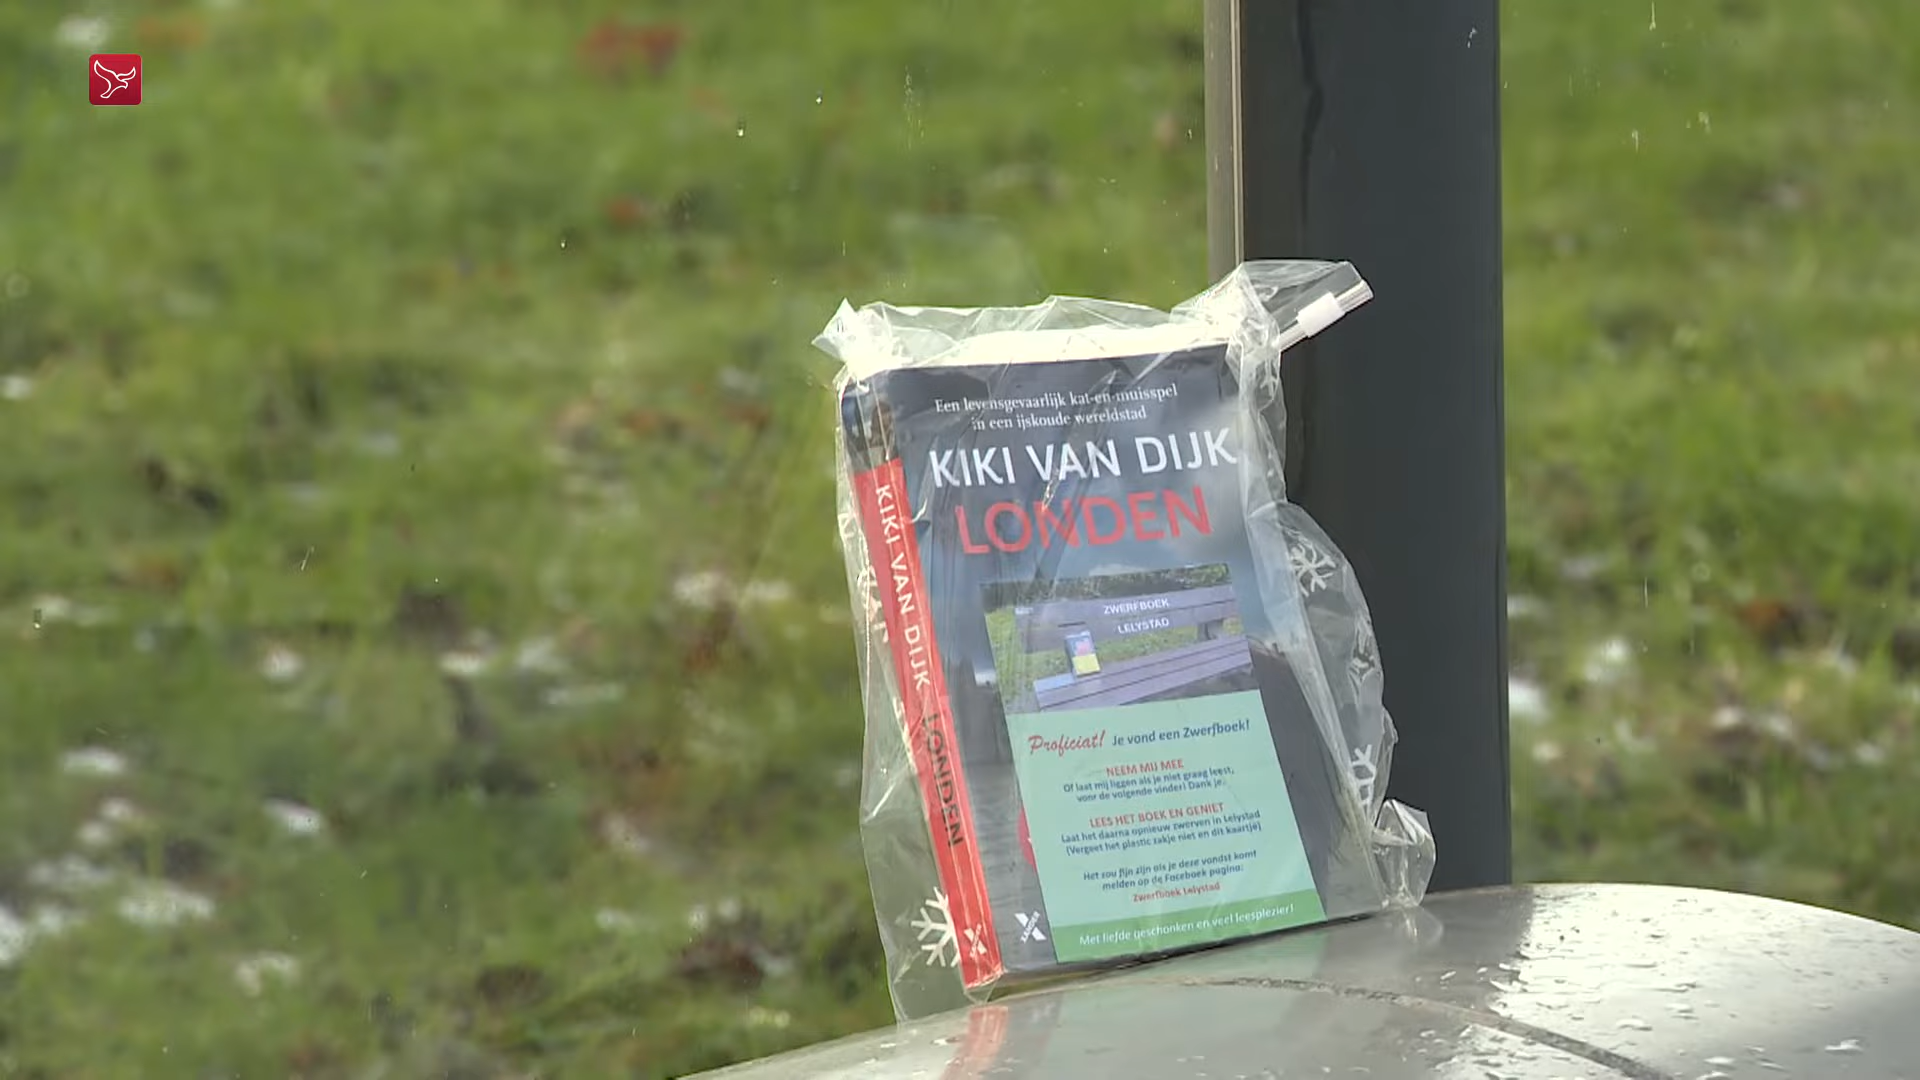 Een levensgevaarlijk kat-en-muisspel
in een ijskoude wereldstad
KIKI VAN DIJK
LONDEN
KIKI VAN DIJK LONDEN
ZWERFBOEK
LELYSTAD
Proficiat! Je vond een Zwerfboek!
NEEM MIJ MEE
Of laat mij liggen als je niet graag leest,
voor de volgende vinder! Dank je.
LEES HET BOEK EN GENIET
Laat het daarna opnieuw zwerven in Lelystad
(Vergeet het plastic zakje niet en dit kaartje)
Het zou fijn zijn als je deze vondst komt
melden op de Facebook pagina:
Zwerfboek Lelystad
Met liefde geschonken en veel leesplezier!
XANDER